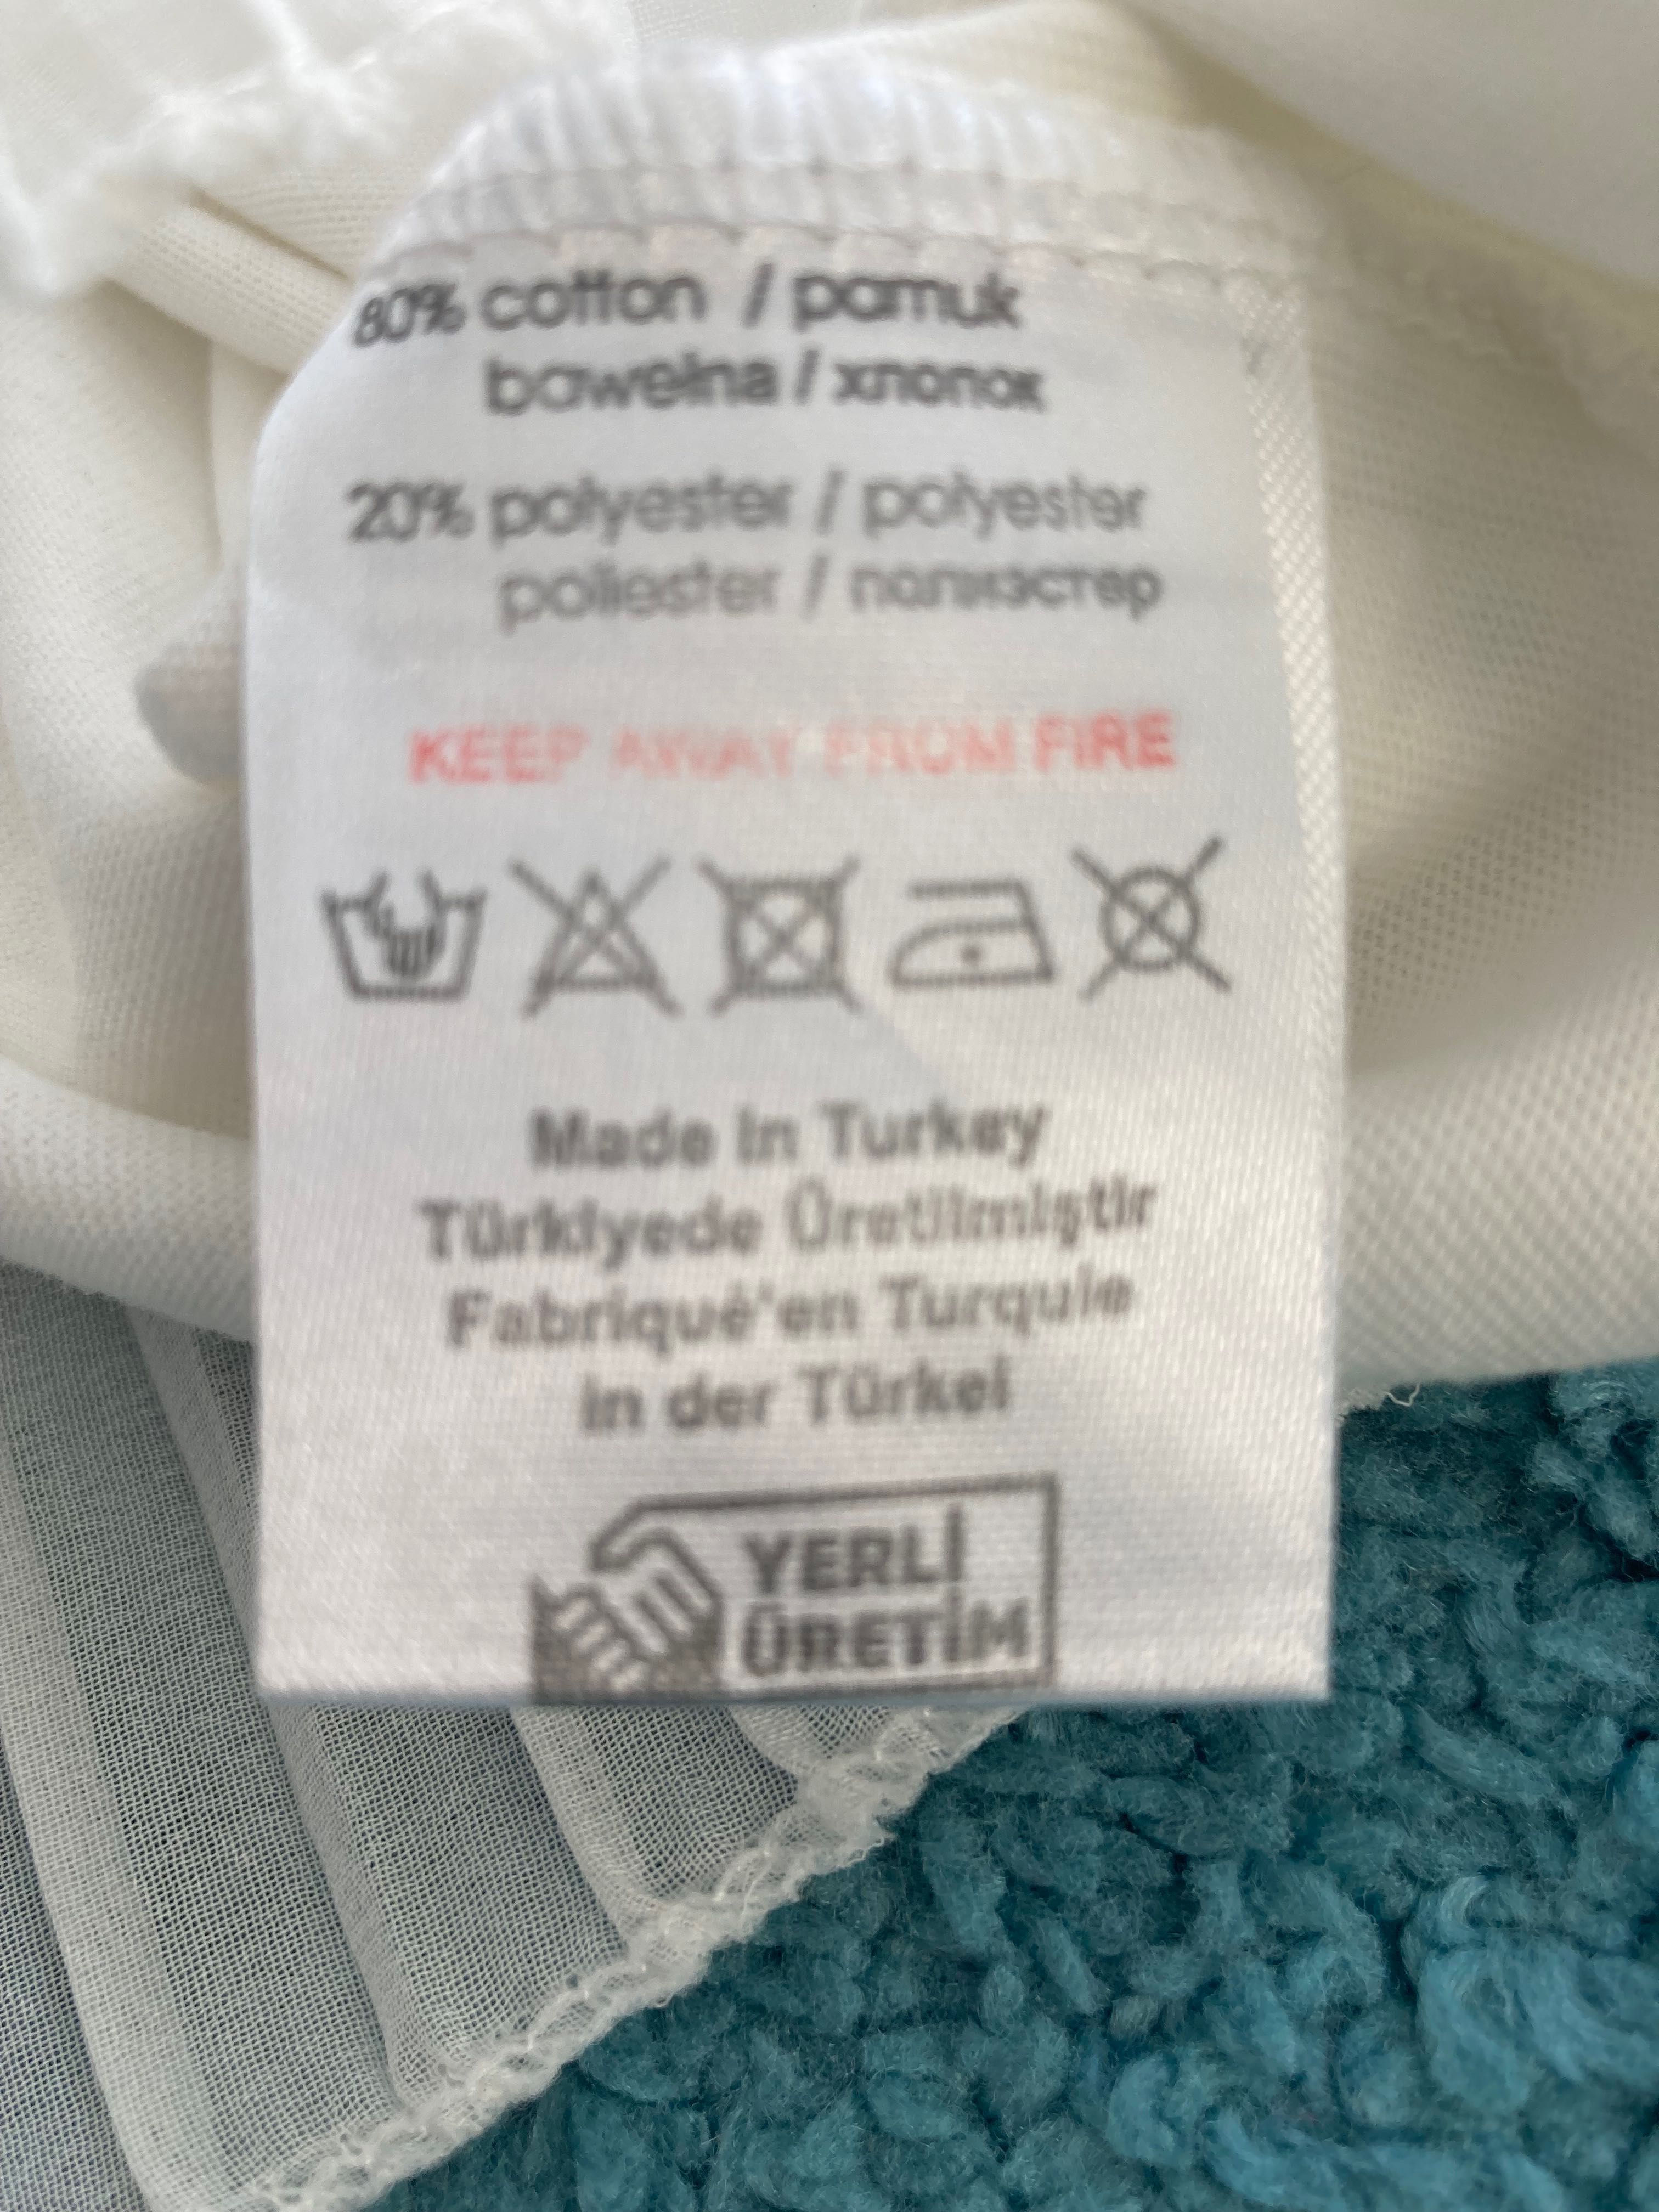 80% cotton / pamuk
bawełna / хлопок
20% polyester / polyester
poliester / полиэстер
KEEP AWAY FROM FIRE
Made in Turkey
Türkiyede Üretilmiştir
Fabriqué'en Turquie
in der Türkei
YERLİ
ÜRETİM